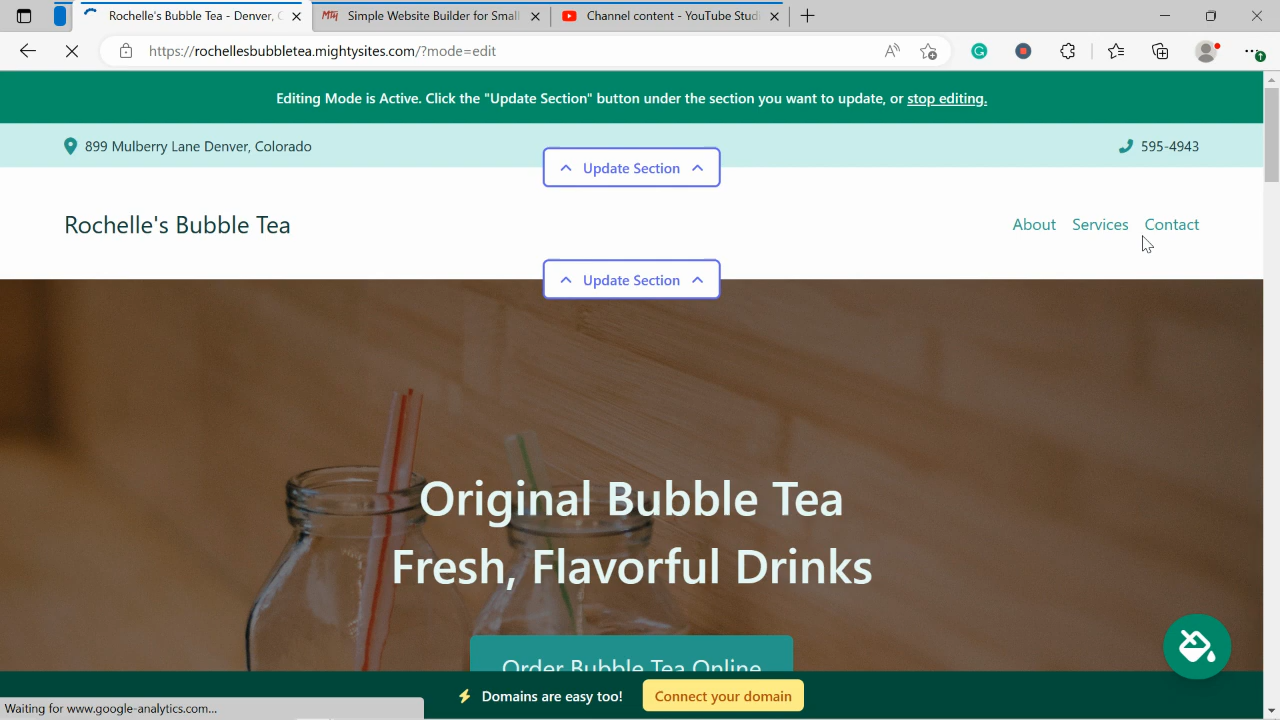 Rochelle's Bubble Tea - Denver, C
Simple Website Builder for Small
Channel content - YouTube Studi
https://rochellesbubbletea.mightysites.com/?mode=edit
Editing Mode is Active. Click the "Update Section" button under the section you want to update, or stop editing.
899 Mulberry Lane Denver, Colorado
595-4943
Update Section
Rochelle's Bubble Tea
About Services Contact
Update Section
Original Bubble Tea
Fresh, Flavorful Drinks
Order Bubble Tea Online
Domains are easy too! Connect your domain
Waiting for www.google-analytics.com...